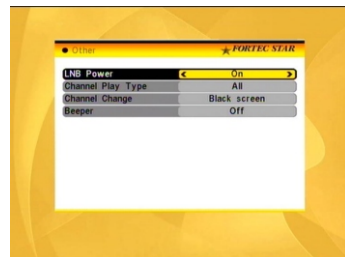 Other
FORTEC STAR
LNB Power On
Channel Play Type All
Channel Change Black screen
Beeper Off